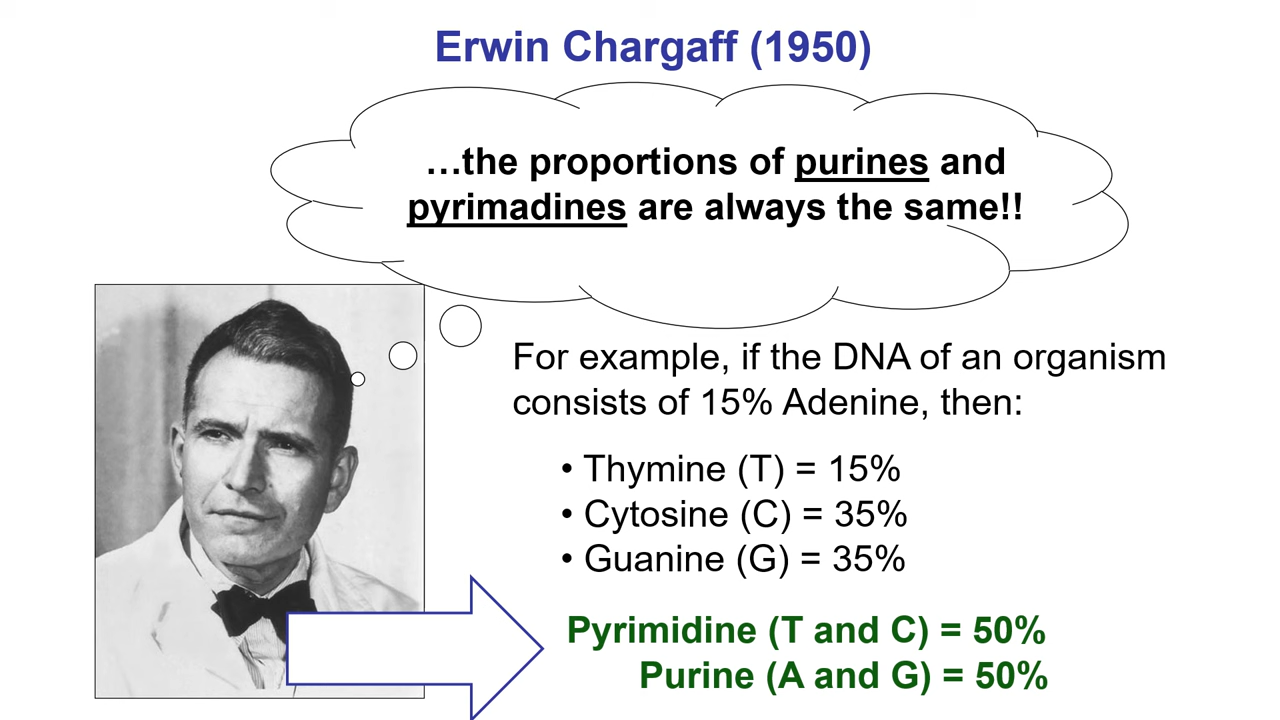 Erwin Chargaff (1950)
…the proportions of purines and
pyrimadines are always the same!!
For example, if the DNA of an organism
consists of 15% Adenine, then:
• Thymine (T) = 15%
• Cytosine (C) = 35%
• Guanine (G) = 35%
Pyrimidine (T and C) = 50%
Purine (A and G) = 50%